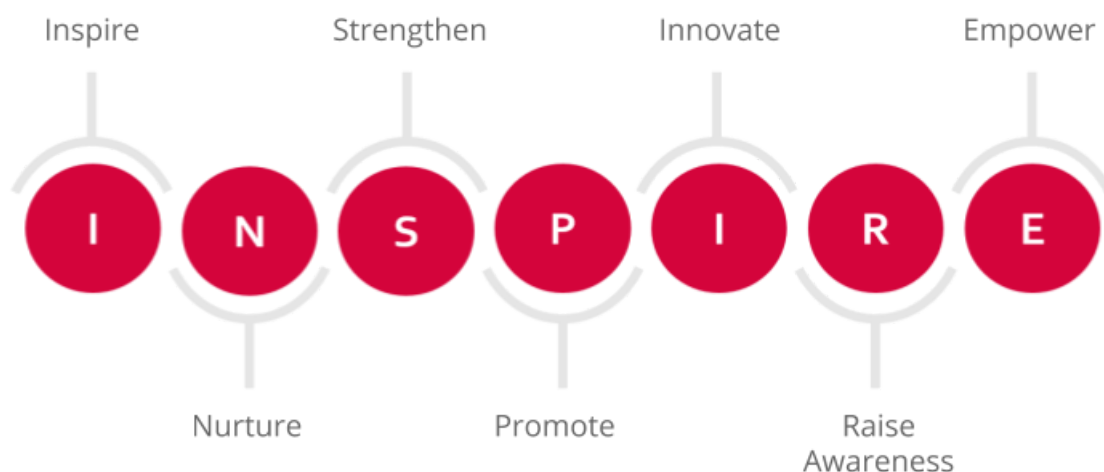 Inspire
Strengthen
Innovate
Empower
I
N
S
P
I
R
E
Nurture
Promote
Raise
Awareness